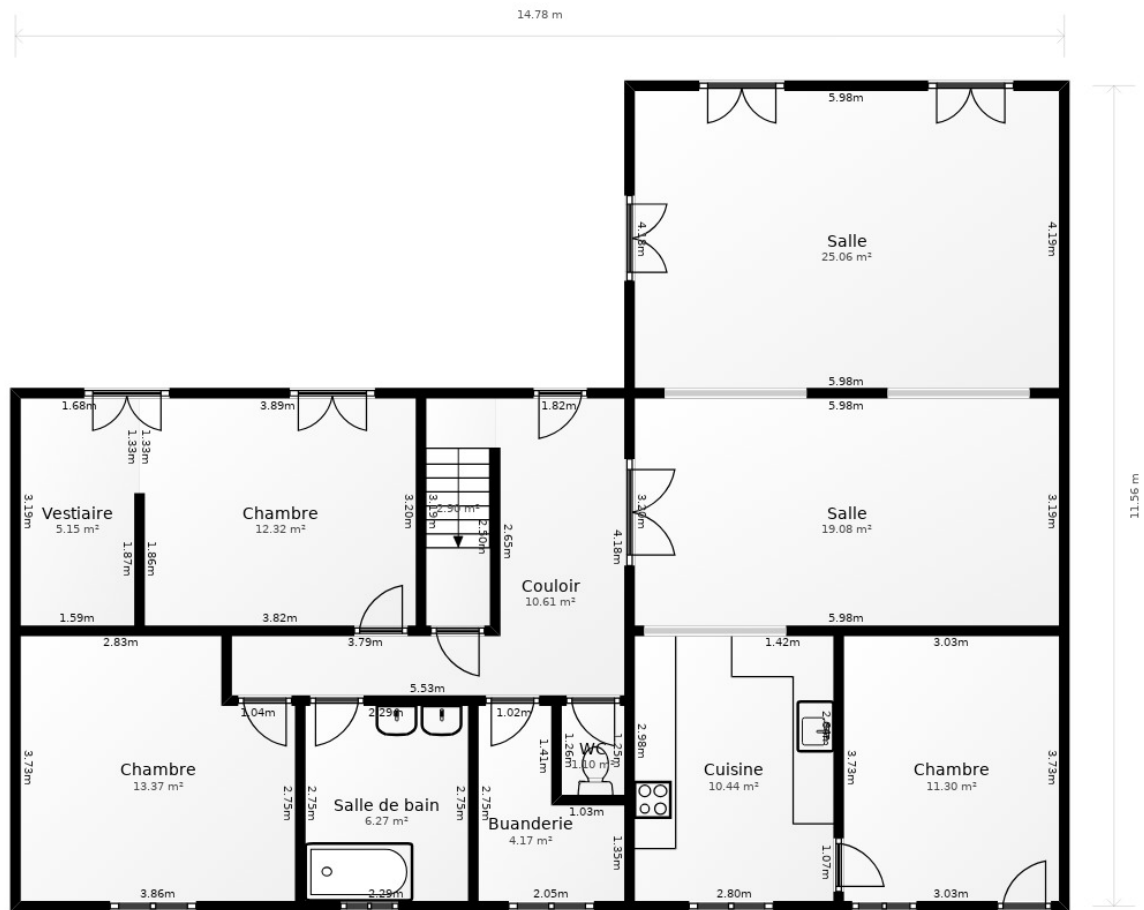 14.78 m
5.98m
4.18m
4.19m
Salle
25.06 m²
5.98m
11.56 m
1.68m
3.89m
1.82m
5.98m
1.33m
1.33m
3.19m
Vestiaire
5.15 m²
Chambre
12.32 m²
3.20m
3.19m
2.90 m²
2.50m
2.65m
3.20m
4.18m
Salle
19.08 m²
3.19m
1.87m
1.86m
Couloir
10.61 m²
1.59m
3.82m
5.98m
2.83m
3.79m
1.42m
3.03m
5.53m
1.04m
2.29m
1.02m
3.73m
Chambre
13.37 m²
2.75m
2.75m
Salle de bain
6.27 m²
2.75m
2.75m
1.41m
1.26m
WC
1.10 m²
1.25m
2.98m
Cuisine
10.44 m²
3.73m
Chambre
11.30 m²
3.73m
Buanderie
4.17 m²
1.03m
1.35m
1.07m
3.86m
2.29m
2.05m
2.80m
3.03m